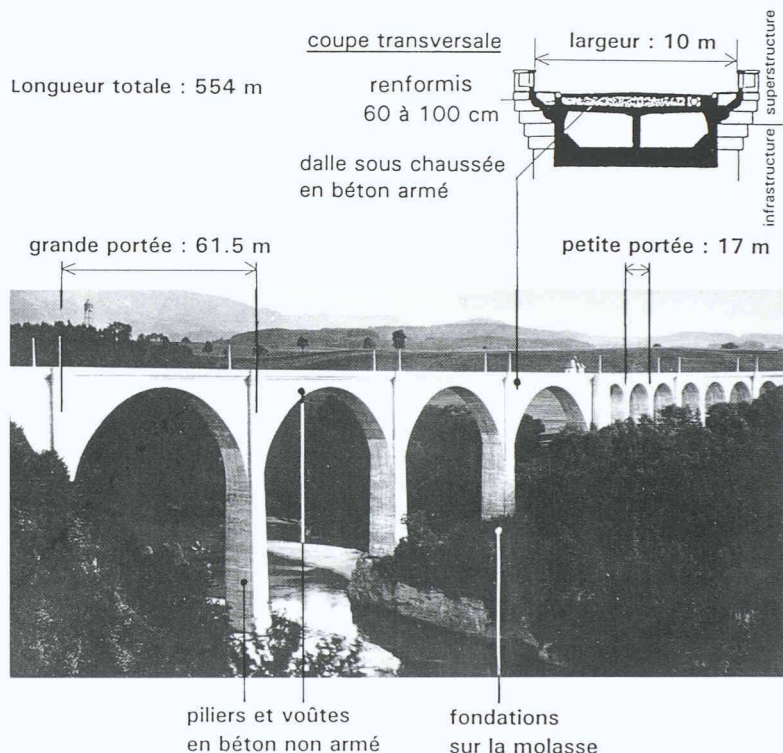 coupe transversale
largeur : 10 m
superstructure
infrastructure
Longueur totale : 554 m
renformis
60 à 100 cm
dalle sous chaussée
en béton armé
grande portée : 61.5 m
petite portée : 17 m
piliers et voûtes
en béton non armé
fondations
sur la molasse